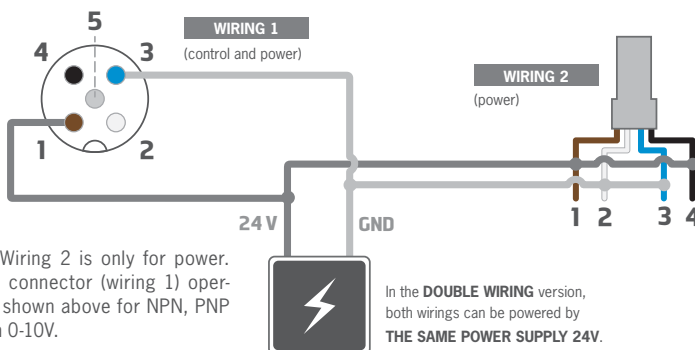 5
WIRING 1
4
3
(control and power)
WIRING 2
(power)
1
2
24 V
GND
1 2 3 4
Wiring 2 is only for power.
connector (wiring 1) oper-
shown above for NPN, PNP
0-10V.
In the DOUBLE WIRING version,
both wirings can be powered by
THE SAME POWER SUPPLY 24V.